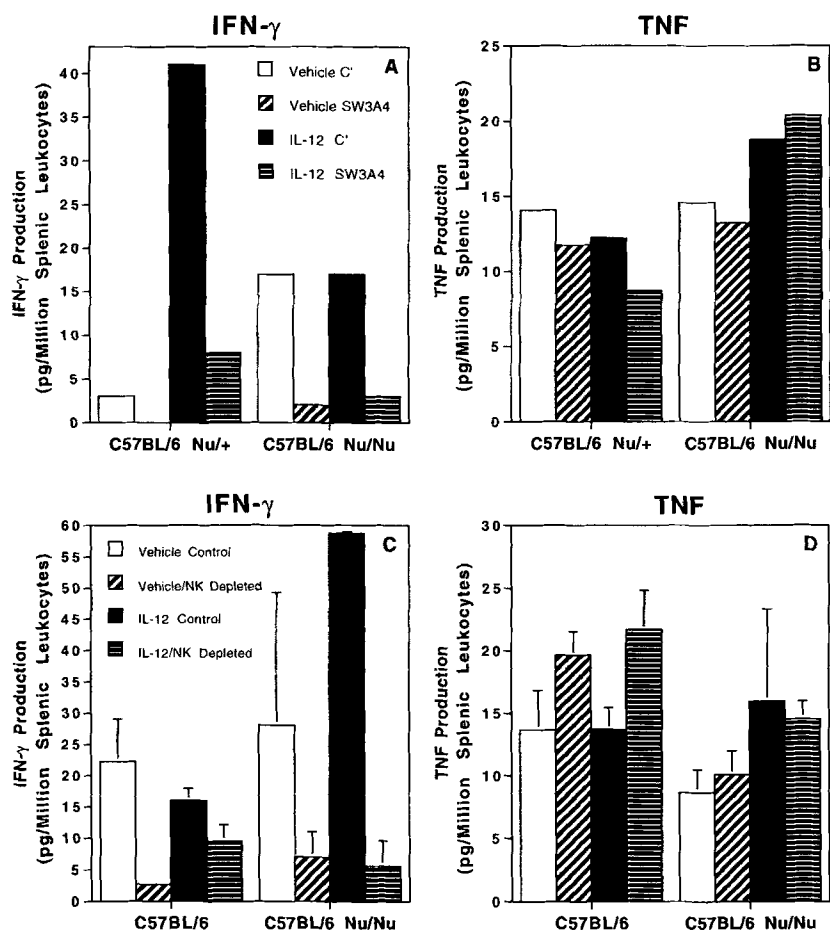 IFN-γ
TNF
IFN-γ Production
(pg/Million Splenic Leukocytes)
40
35
30
25
20
15
10
5
0
A
Vehicle C'
Vehicle SW3A4
IL-12 C'
IL-12 SW3A4
C57BL/6 Nu/+
C57BL/6 Nu/Nu
TNF Production
(pg/Million Splenic Leukocytes)
25
20
15
10
5
0
B
C57BL/6 Nu/+
C57BL/6 Nu/Nu
IFN-γ
TNF
IFN-γ Production
(pg/Million Splenic Leukocytes)
60
55
50
45
40
35
30
25
20
15
10
5
0
C
Vehicle Control
Vehicle/NK Depleted
IL-12 Control
IL-12/NK Depleted
C57BL/6
C57BL/6 Nu/Nu
TNF Production
(pg/Million Splenic Leukocytes)
30
25
20
15
10
5
0
D
C57BL/6
C57BL/6 Nu/Nu